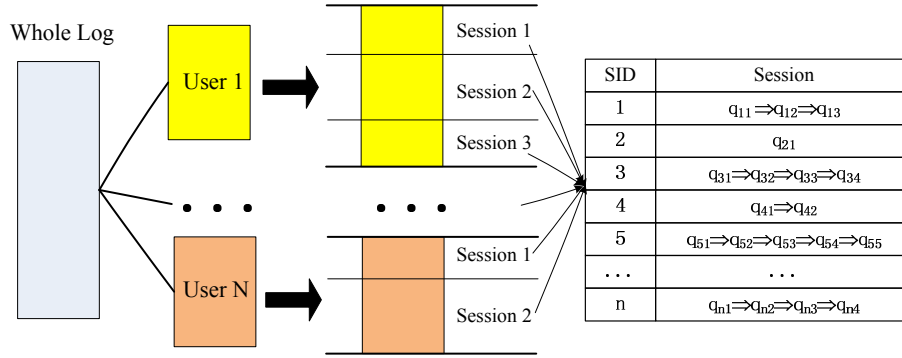 Whole Log
User 1
Session 1
Session 2
Session 3
. . .
. . .
User N
Session 1
Session 2
SID Session
1 q11⇒q12⇒q13
2 q21
3 q31⇒q32⇒q33⇒q34
4 q41⇒q42
5 q51⇒q52⇒q53⇒q54⇒q55
... ...
n qn1⇒qn2⇒qn3⇒qn4